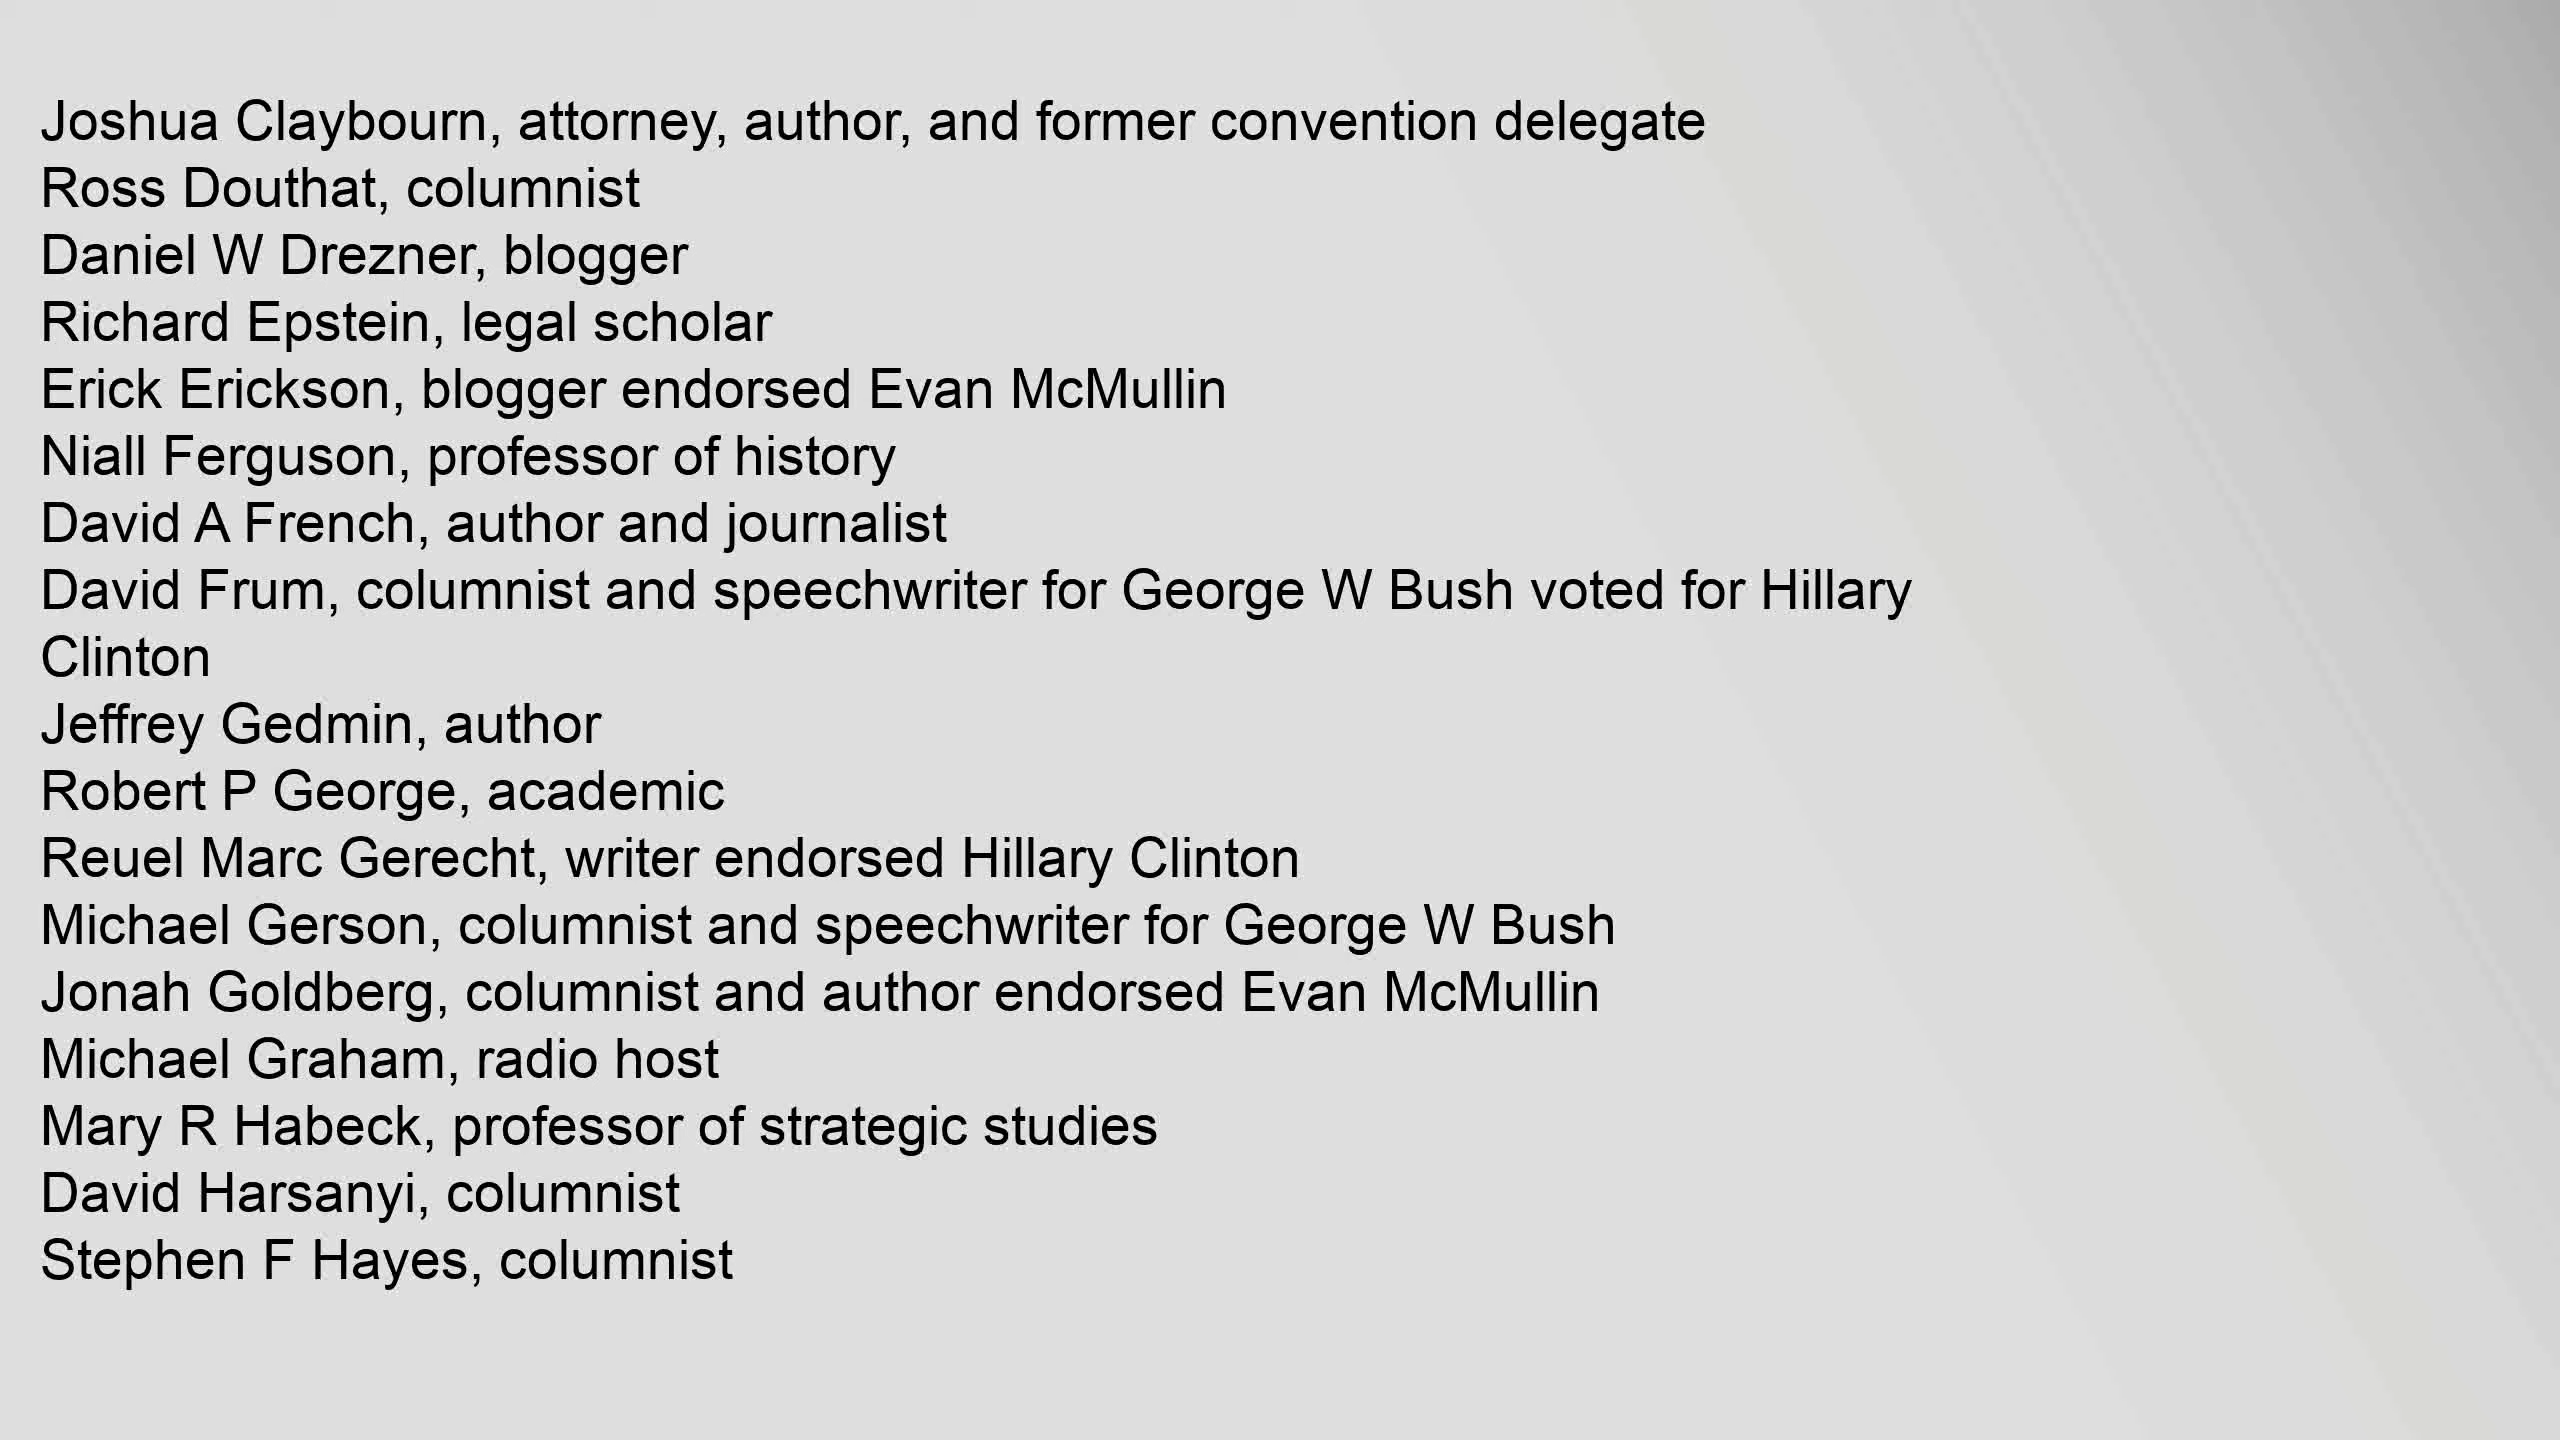 Joshua Claybourn, attorney, author, and former convention delegate
Ross Douthat, columnist
Daniel W Drezner, blogger
Richard Epstein, legal scholar
Erick Erickson, blogger endorsed Evan McMullin
Niall Ferguson, professor of history
David A French, author and journalist
David Frum, columnist and speechwriter for George W Bush voted for Hillary
Clinton
Jeffrey Gedmin, author
Robert P George, academic
Reuel Marc Gerecht, writer endorsed Hillary Clinton
Michael Gerson, columnist and speechwriter for George W Bush
Jonah Goldberg, columnist and author endorsed Evan McMullin
Michael Graham, radio host
Mary R Habeck, professor of strategic studies
David Harsanyi, columnist
Stephen F Hayes, columnist